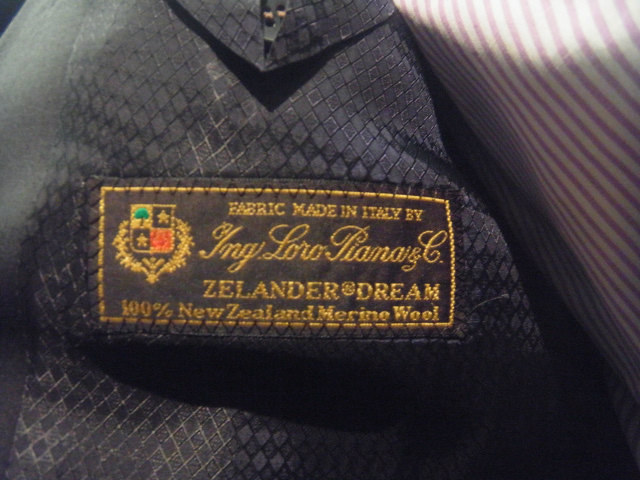 FABRIC MADE IN ITALY BY
Ing Loro Piana & C.
ZELANDER® DREAM
100% New Zealand Merino Wool